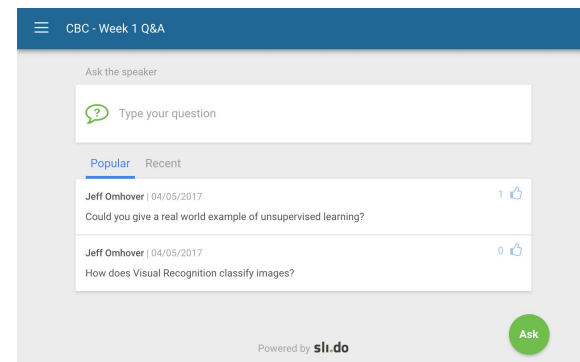 CBC - Week 1 Q&A
Ask the speaker
Type your question
Popular Recent
Jeff Omhover | 04/05/2017 1
Could you give a real world example of unsupervised learning?
Jeff Omhover | 04/05/2017 0
How does Visual Recognition classify images?
Ask
Powered by sli.do